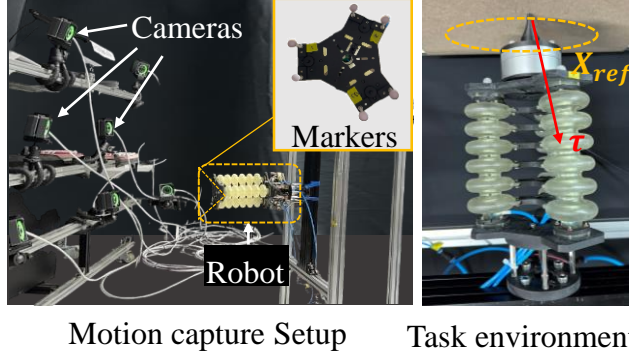 Cameras
Markers
Robot
X_ref
τ
Motion capture Setup
Task environment